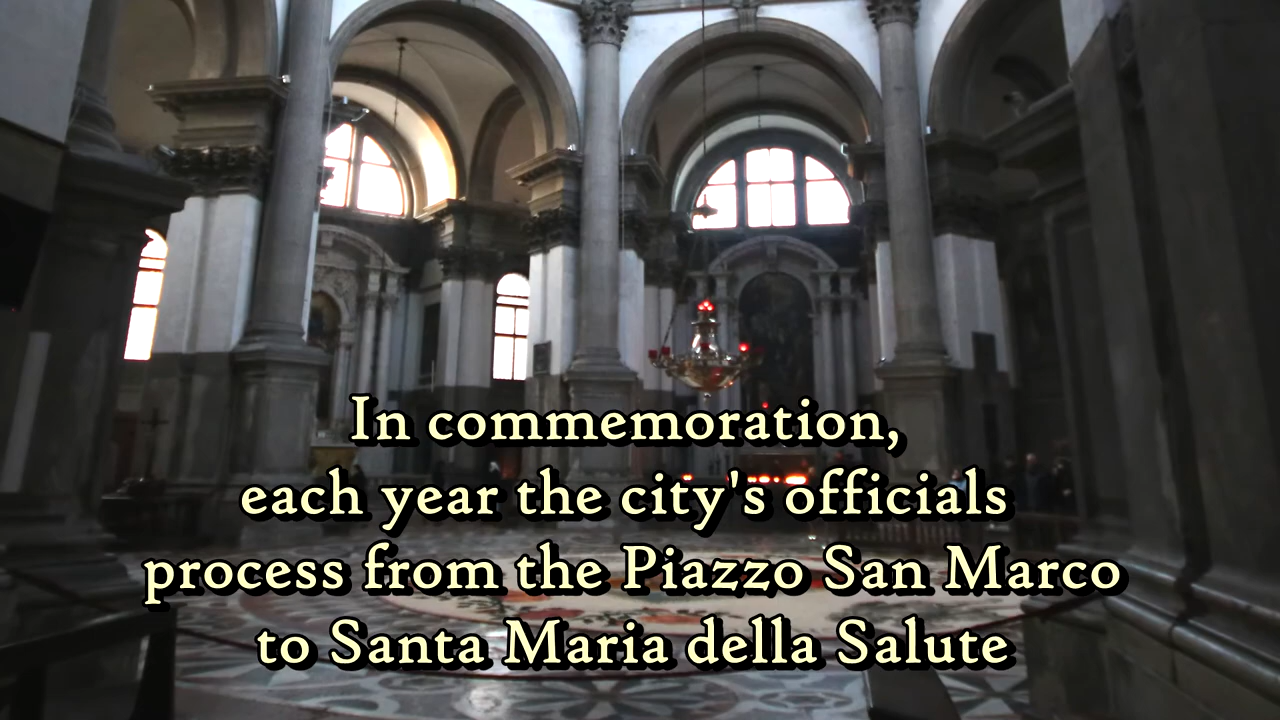 In commemoration,
each year the city's officials
process from the Piazzo San Marco
to Santa Maria della Salute